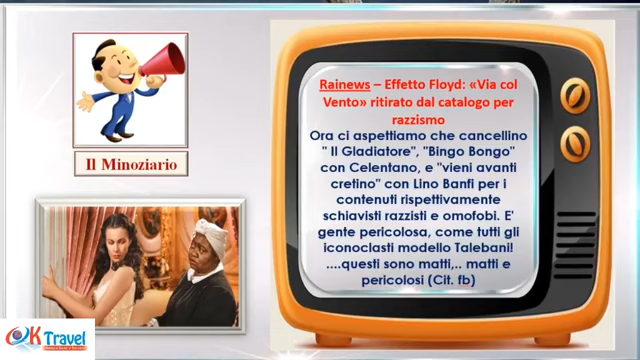 Il Minoziario
Rainews – Effetto Floyd: «Via col
Vento» ritirato dal catalogo per
razzismo
Ora ci aspettiamo che cancellino
" Il Gladiatore", "Bingo Bongo"
con Celentano, e "vieni avanti
cretino" con Lino Banfi per i
contenuti rispettivamente
schiavisti razzisti e omofobi. E'
gente pericolosa, come tutti gli
iconoclasti modello Talebani!
....questi sono matti,.. matti e
pericolosi (Cit. fb)
OK Travel